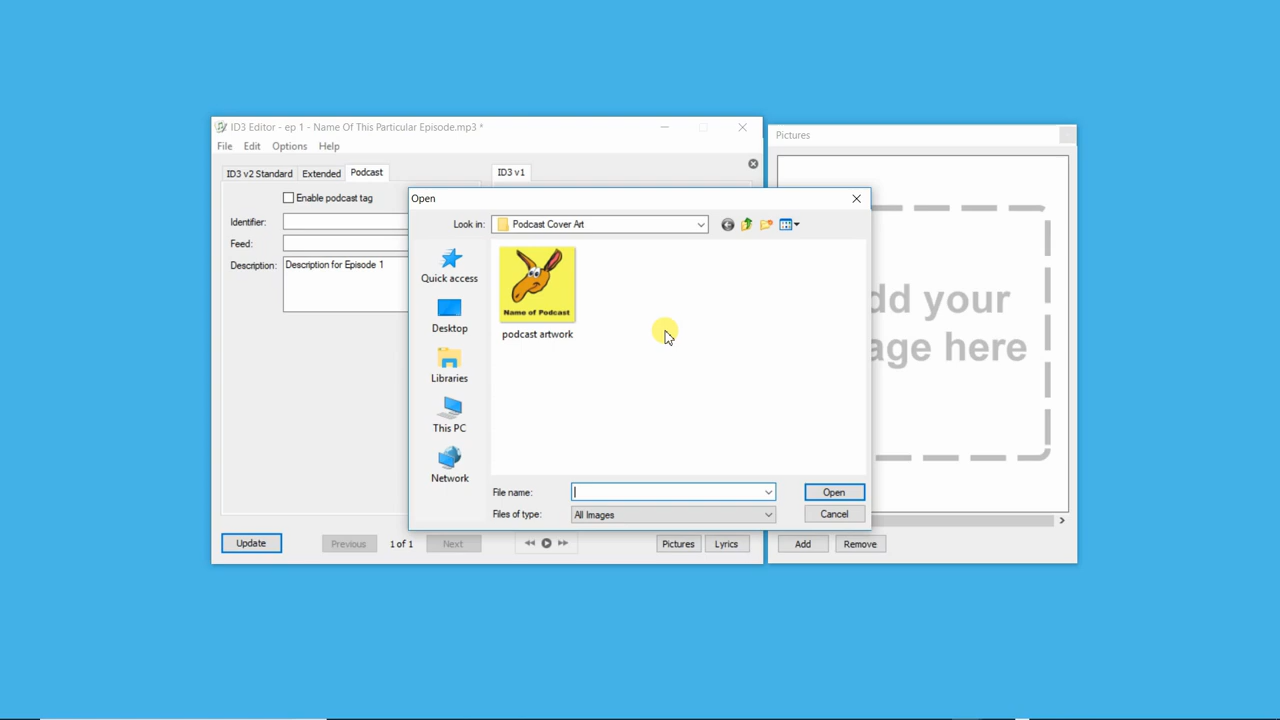 ID3 Editor - ep 1 - Name Of This Particular Episode.mp3 *
File Edit Options Help
ID3 v2 Standard Extended Podcast
ID3 v1
Enable podcast tag
Identifier:
Feed:
Description: Description for Episode 1
Update
Previous 1 of 1 Next
Pictures Lyrics
Open
Look in: Podcast Cover Art
Quick access
Desktop
Libraries
This PC
Network
Name of Podcast
podcast artwork
File name:
Open
Files of type: All Images
Cancel
Pictures
dd your
age here
Add Remove